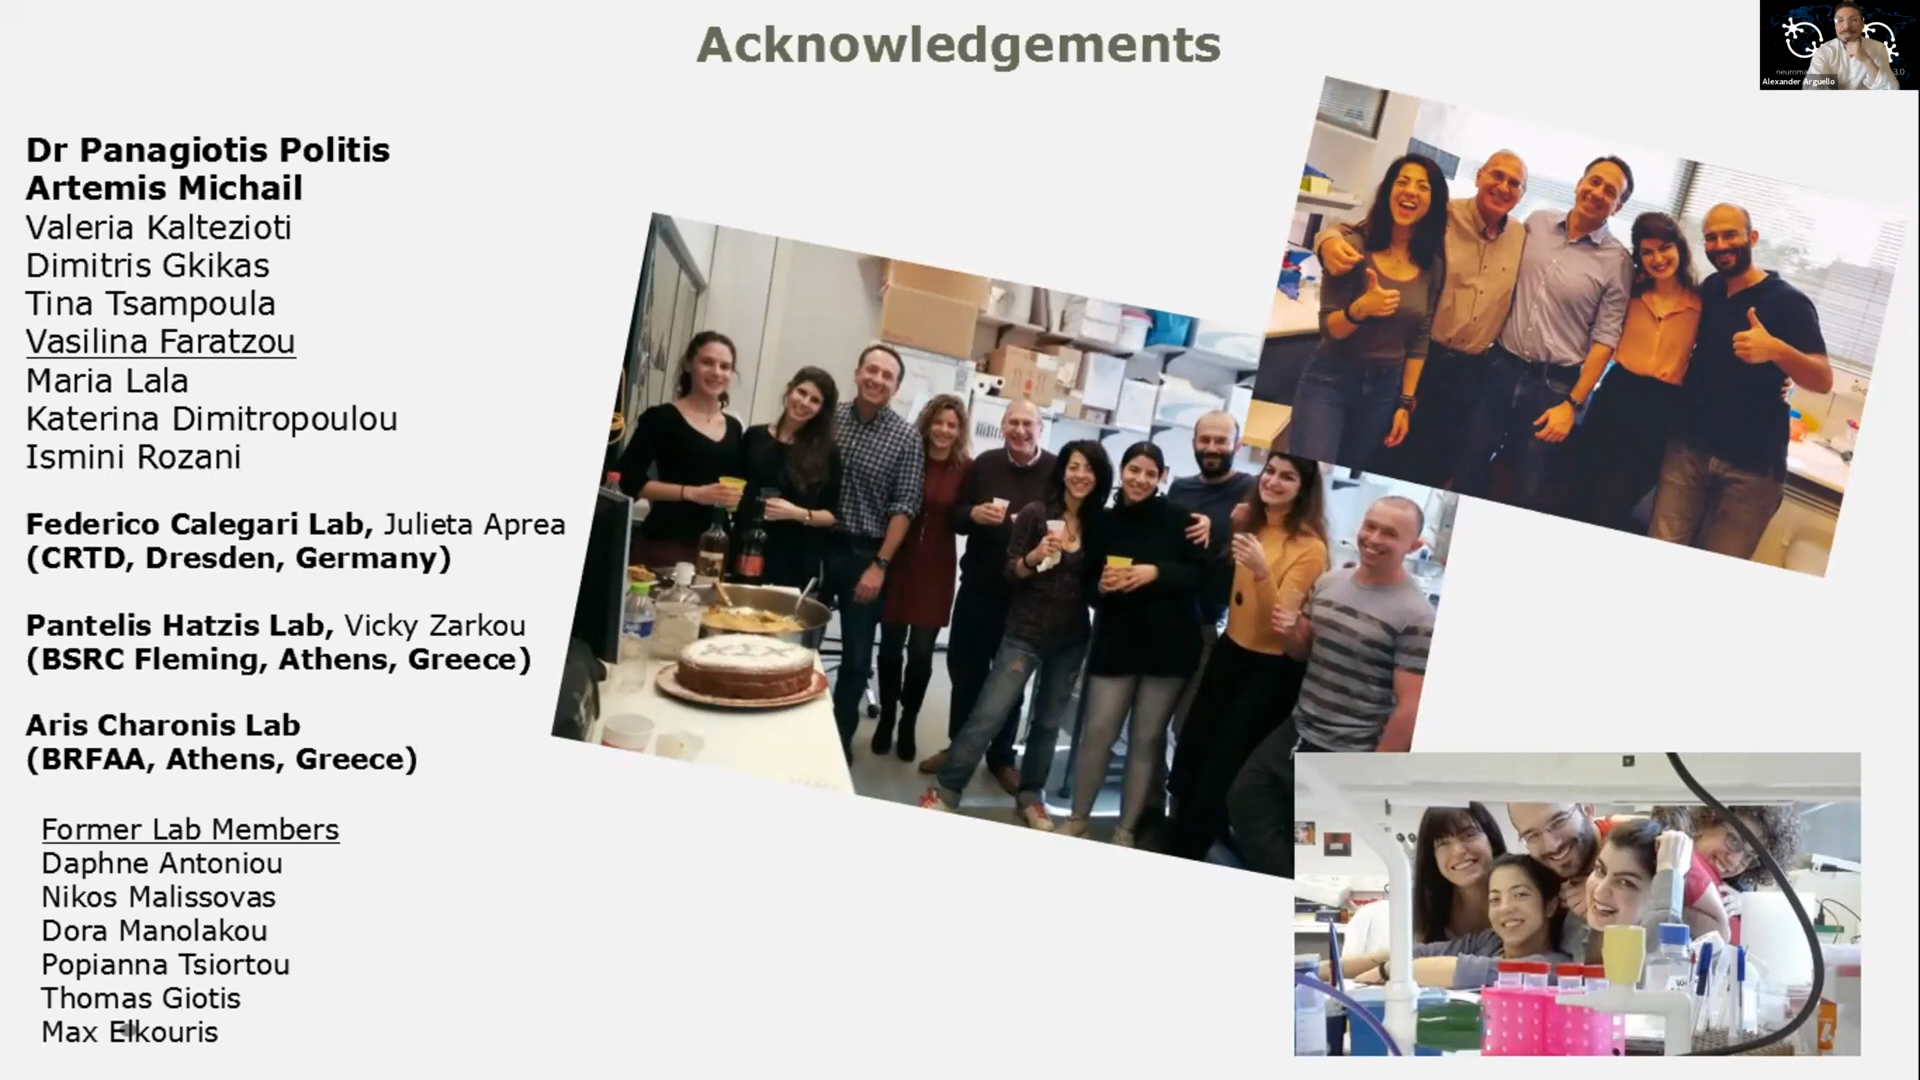 Acknowledgements
Alexander Arguello
Dr Panagiotis Politis
Artemis Michail
Valeria Kaltezioti
Dimitris Gkikas
Tina Tsampoula
Vasilina Faratzou
Maria Lala
Katerina Dimitropoulou
Ismini Rozani
Federico Calegari Lab, Julieta Aprea
(CRTD, Dresden, Germany)
Pantelis Hatzis Lab, Vicky Zarkou
(BSRC Fleming, Athens, Greece)
Aris Charonis Lab
(BRFAA, Athens, Greece)
Former Lab Members
Daphne Antoniou
Nikos Malissovas
Dora Manolakou
Popianna Tsiortou
Thomas Giotis
Max Elkouris